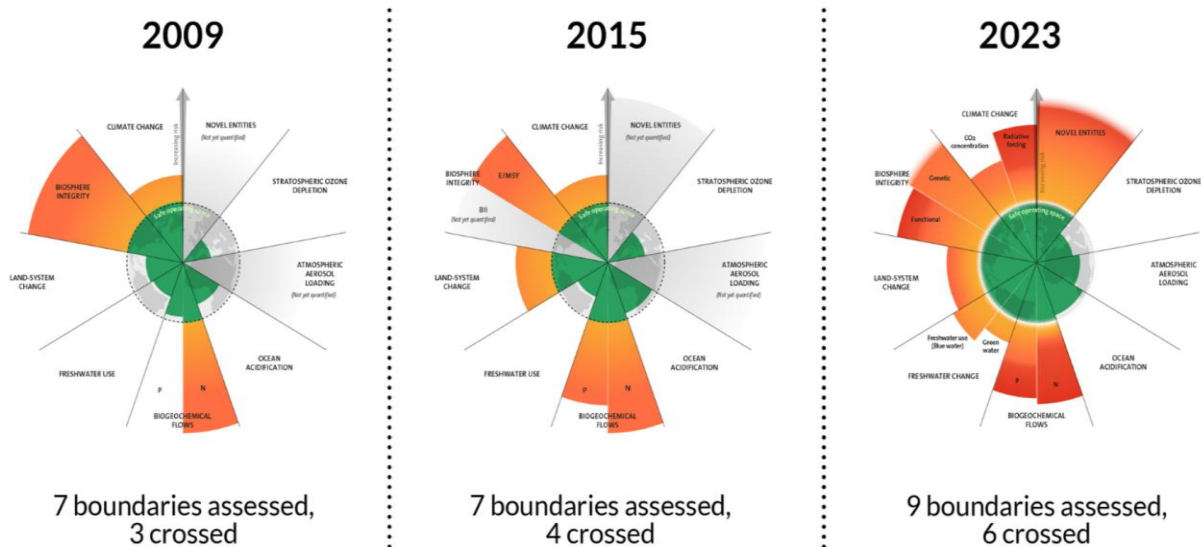 2009
CLIMATE CHANGE
NOVEL ENTITIES
(Not yet quantified)
Increasing risk
STRATOSPHERIC OZONE
DEPLETION
BIOSPHERE
INTEGRITY
Safe operating space
LAND-SYSTEM
CHANGE
ATMOSPHERIC
AEROSOL
LOADING
(Not yet quantified)
OCEAN
ACIDIFICATION
FRESHWATER USE
P
N
BIOGEOCHEMICAL
FLOWS
7 boundaries assessed,
3 crossed
2015
CLIMATE CHANGE
NOVEL ENTITIES
(Not yet quantified)
Increasing risk
STRATOSPHERIC OZONE
DEPLETION
BIOSPHERE
INTEGRITY
E/MSY
BII
(Not yet quantified)
Safe operating space
LAND-SYSTEM
CHANGE
ATMOSPHERIC
AEROSOL
LOADING
(Not yet quantified)
OCEAN
ACIDIFICATION
FRESHWATER USE
P
N
BIOGEOCHEMICAL
FLOWS
7 boundaries assessed,
4 crossed
2023
CLIMATE CHANGE
CO₂
concentration
Radiative
forcing
NOVEL ENTITIES
Increasing risk
STRATOSPHERIC OZONE
DEPLETION
BIOSPHERE
INTEGRITY
Genetic
Functional
Safe operating space
LAND-SYSTEM
CHANGE
ATMOSPHERIC
AEROSOL
LOADING
Freshwater use
(Blue water)
Green
water
FRESHWATER CHANGE
OCEAN
ACIDIFICATION
P
N
BIOGEOCHEMICAL
FLOWS
9 boundaries assessed,
6 crossed